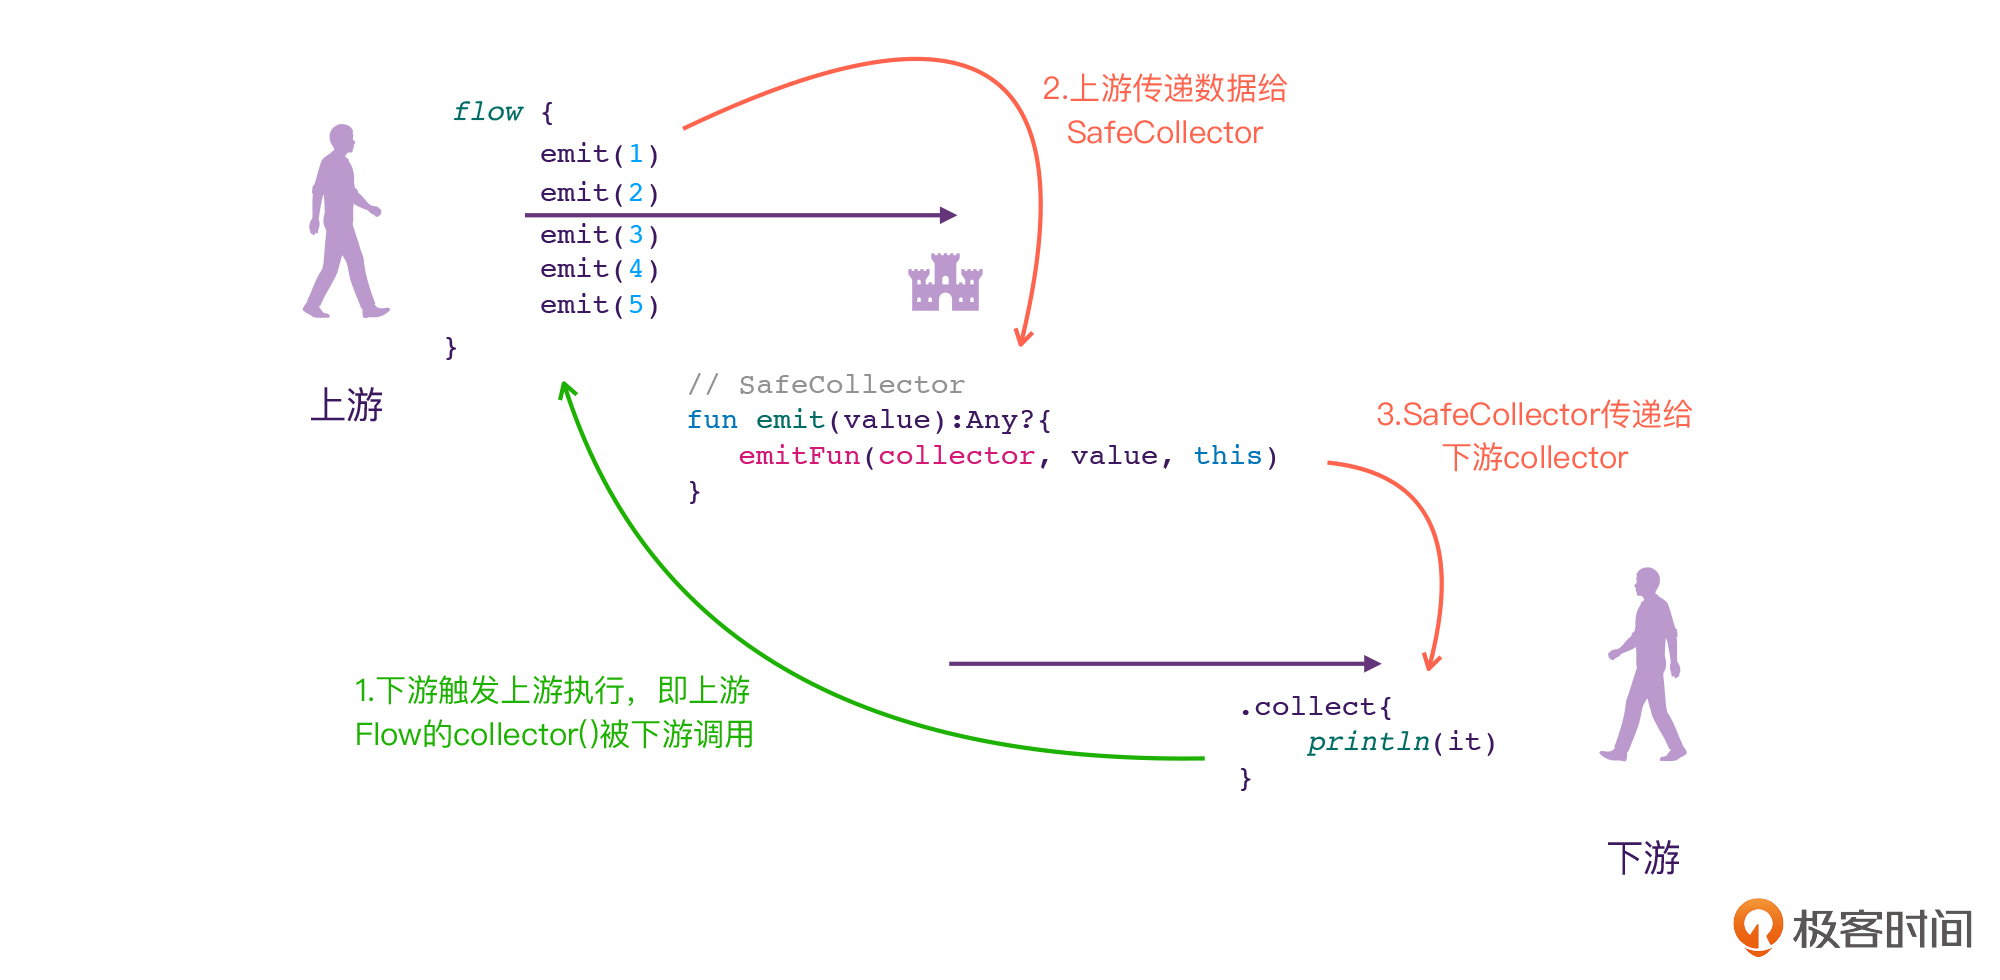 flow {
emit(1)
emit(2)
emit(3)
emit(4)
emit(5)
}
上游
2.上游传递数据给
SafeCollector
// SafeCollector
fun emit(value):Any?{
emitFun(collector, value, this)
}
3.SafeCollector传递给
下游collector
1.下游触发上游执行，即上游
Flow的collector()被下游调用
.collect{
println(it)
}
下游
极客时间